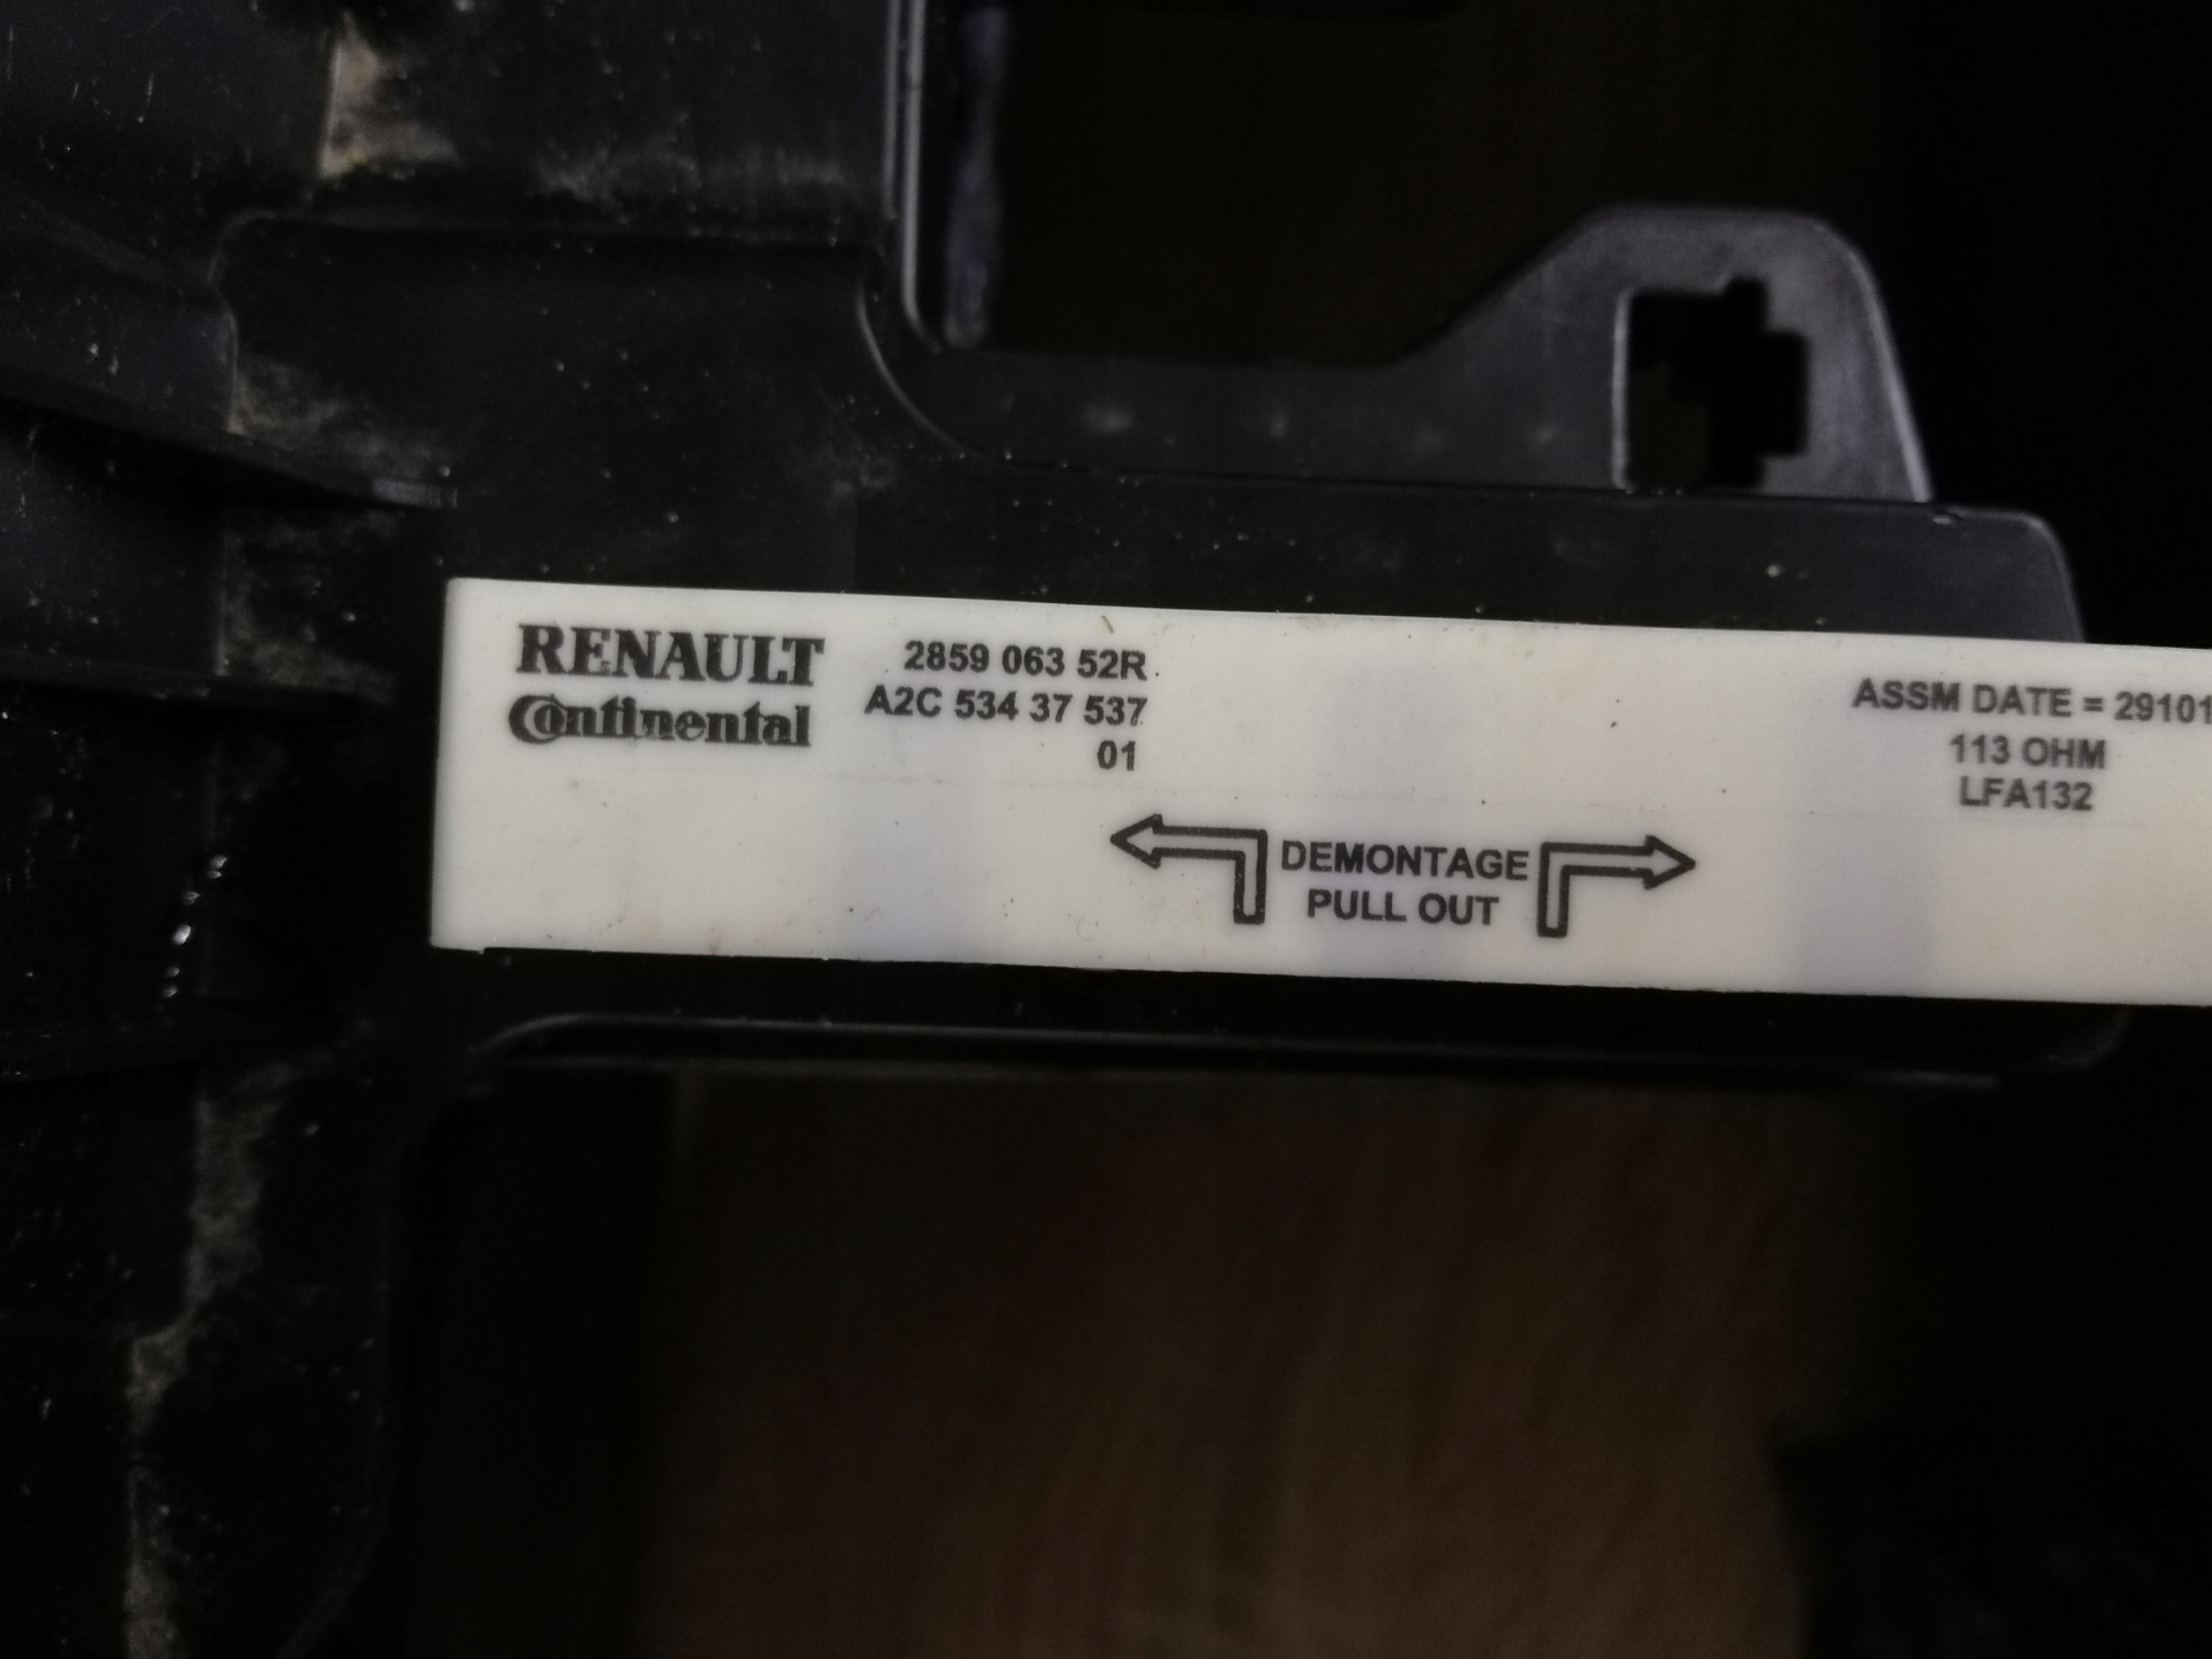 RENAULT
Continental
2859 063 52R
A2C 534 37 537
01
ASSM DATE = 29101
113 OHM
LFA132
DEMONTAGE
PULL OUT